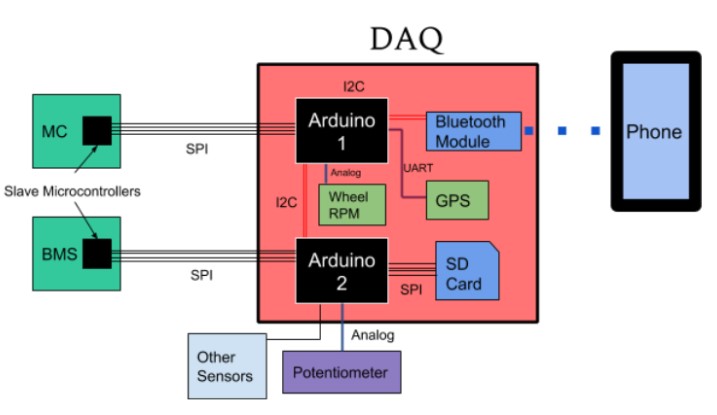 DAQ
I2C
Arduino
1
Bluetooth
Module
Phone
MC
SPI
UART
Analog
Slave Microcontrollers
Wheel
RPM
GPS
I2C
BMS
SPI
Arduino
2
SD
Card
SPI
Analog
Other
Sensors
Potentiometer